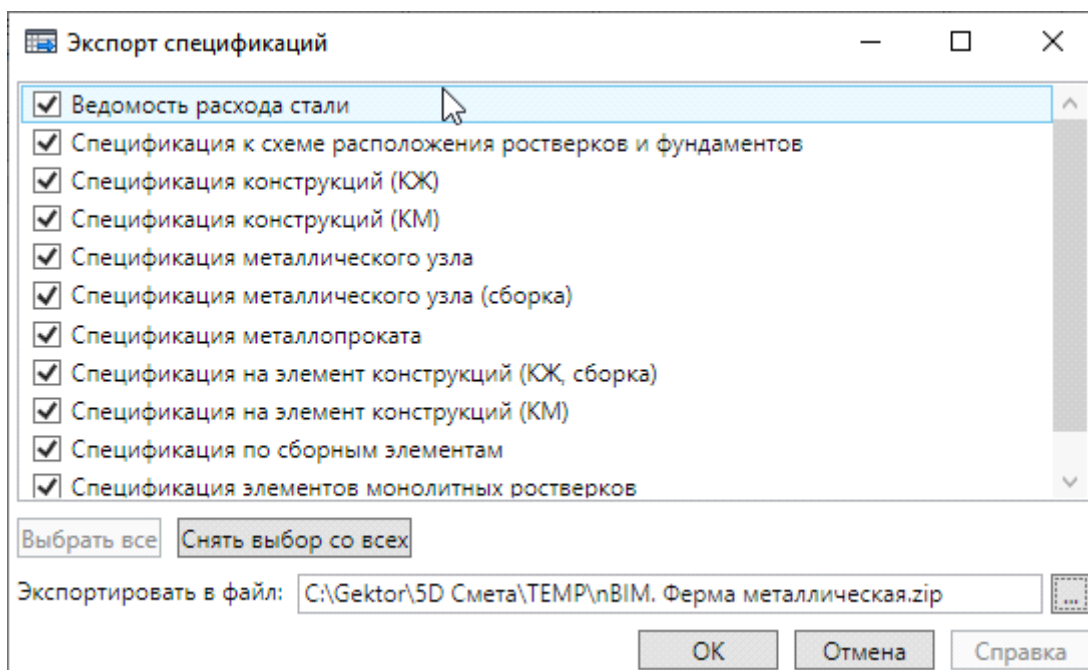 Экспорт спецификаций
Ведомость расхода стали
Спецификация к схеме расположения ростверков и фундаментов
Спецификация конструкций (КЖ)
Спецификация конструкций (КМ)
Спецификация металлического узла
Спецификация металлического узла (сборка)
Спецификация металлопроката
Спецификация на элемент конструкций (КЖ, сборка)
Спецификация на элемент конструкций (КМ)
Спецификация по сборным элементам
Спецификация элементов монолитных ростверков
Выбрать все Снять выбор со всех
Экспортировать в файл: C:\Gektor\5D Смета\TEMP\nBIM. Ферма металлическая.zip ...
ОК Отмена Справка